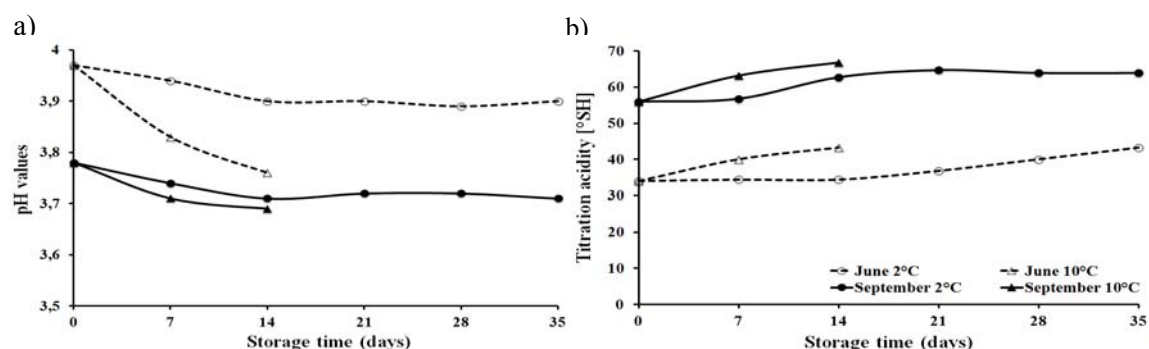 a)
4
3,9
3,8
3,7
3,6
3,5
pH values
0 7 14 21 28 35
Storage time (days)
b)
70
60
50
40
30
20
10
0
Titration acidity [°SH]
June 2°C June 10°C
September 2°C September 10°C
0 7 14 21 28 35
Storage time (days)